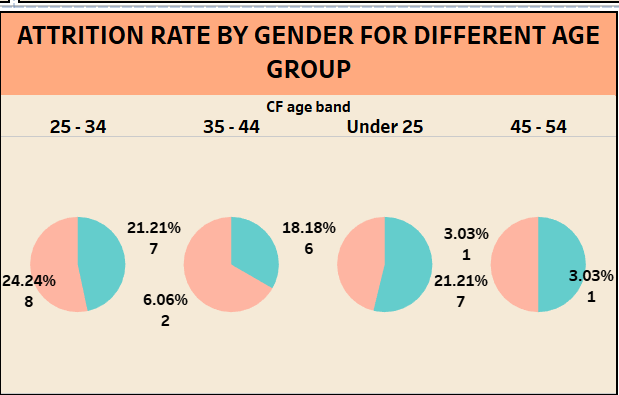 ATTRITION RATE BY GENDER FOR DIFFERENT AGE
GROUP
CF age band
25 - 34
35 - 44
Under 25
45 - 54
21.21%
7
24.24%
8
6.06%
2
18.18%
6
21.21%
7
3.03%
1
3.03%
1